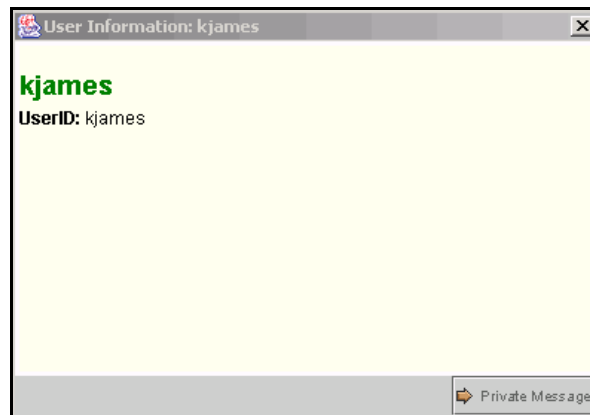 User Information: kjames
kjames
UserID: kjames
Private Message